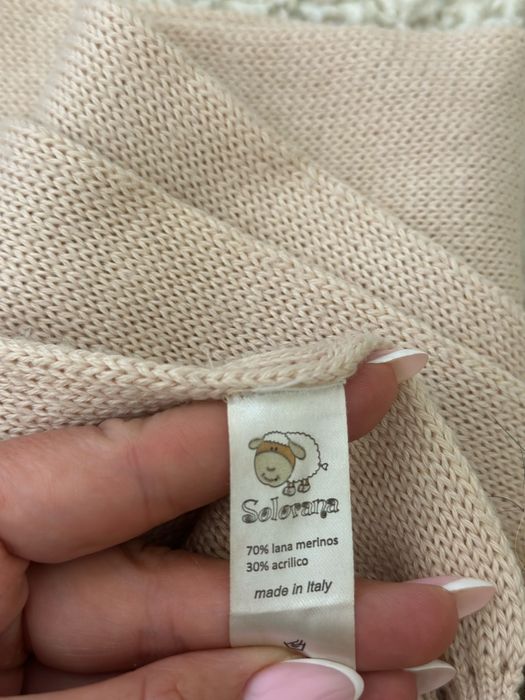 Solorana
70% lana merinos
30% acrilico
made in Italy